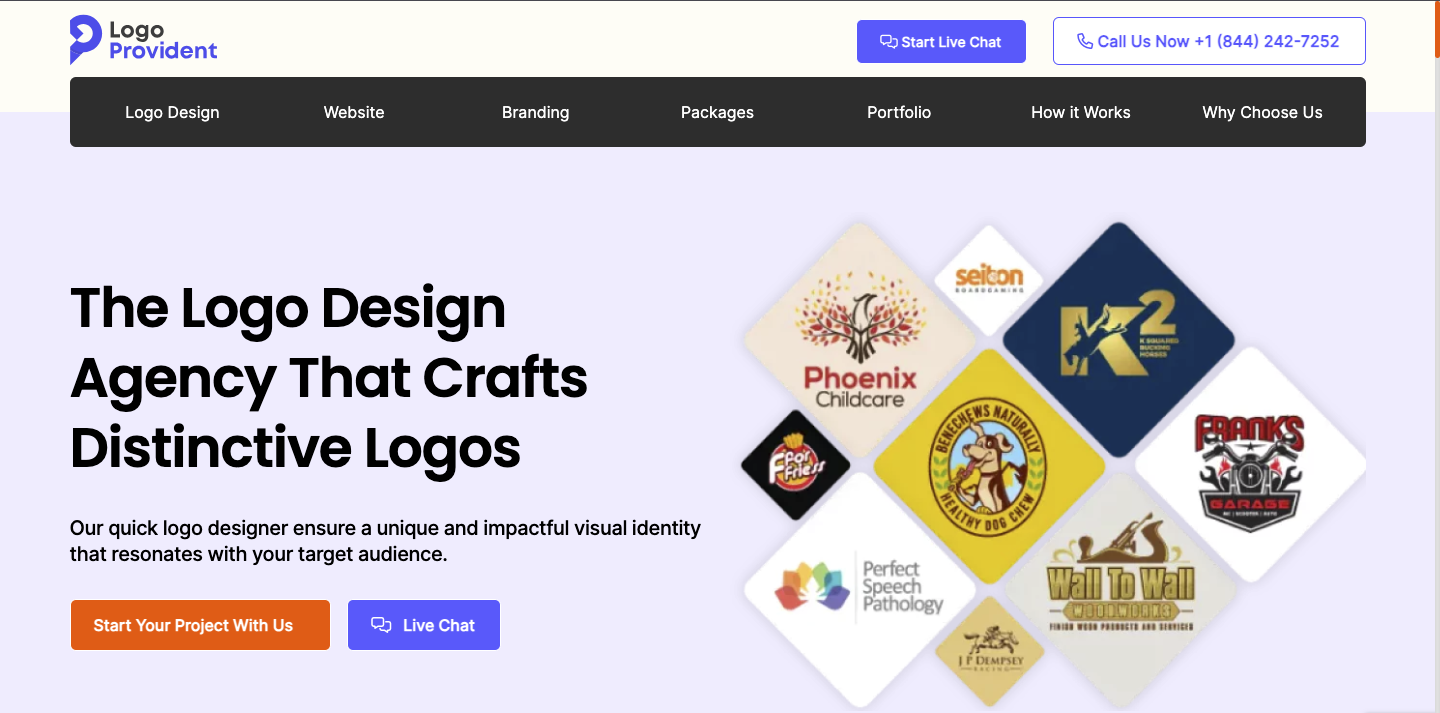 Logo
Provident
Start Live Chat
Call Us Now +1 (844) 242-7252
Logo Design
Website
Branding
Packages
Portfolio
How it Works
Why Choose Us
The Logo Design
Agency That Crafts
Distinctive Logos
Our quick logo designer ensure a unique and impactful visual identity
that resonates with your target audience.
Start Your Project With Us
Live Chat
Phoenix
Childcare
seiton
BOARDGAMING
K2
K SQUARED
BUCKING
HORSES
BENECHEWS NATURALLY
HEALTHY DOG CHEW
FRANKS
GARAGE
F for
Friess
Perfect
Speech
Pathology
Wall To Wall
WOODWORKS
FINISH WOOD PRODUCTS AND SERVICES
J P DEMPSEY
RACING